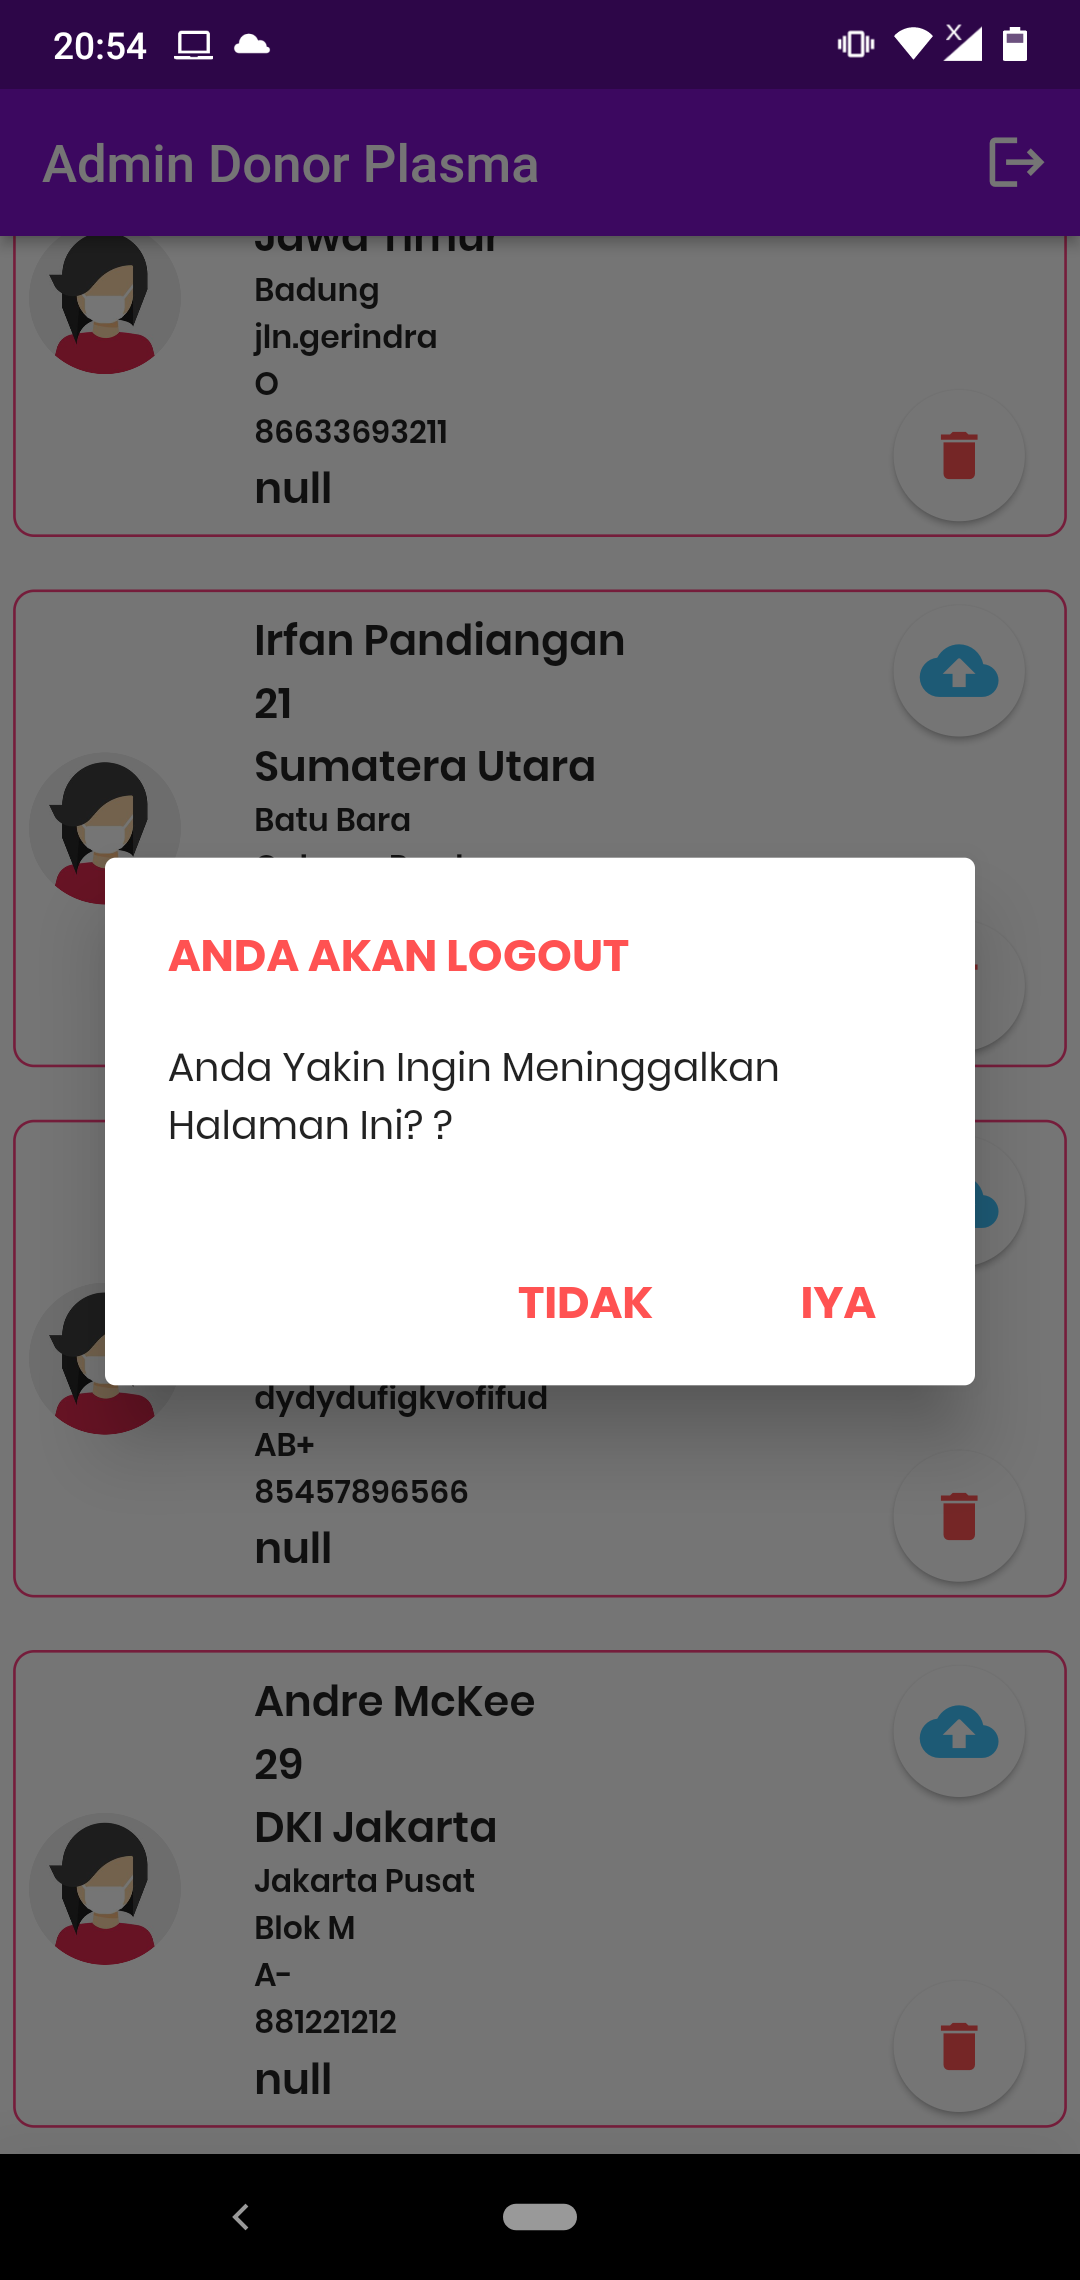 20:54
Admin Donor Plasma
Jawa Timur
Badung
jln.gerindra
O
86633693211
null
Irfan Pandiangan
21
Sumatera Utara
Batu Bara
ANDA AKAN LOGOUT
Anda Yakin Ingin Meninggalkan
Halaman Ini? ?
TIDAK IYA
dydydufigkvofifud
AB+
85457896566
null
Andre McKee
29
DKI Jakarta
Jakarta Pusat
Blok M
A-
881221212
null